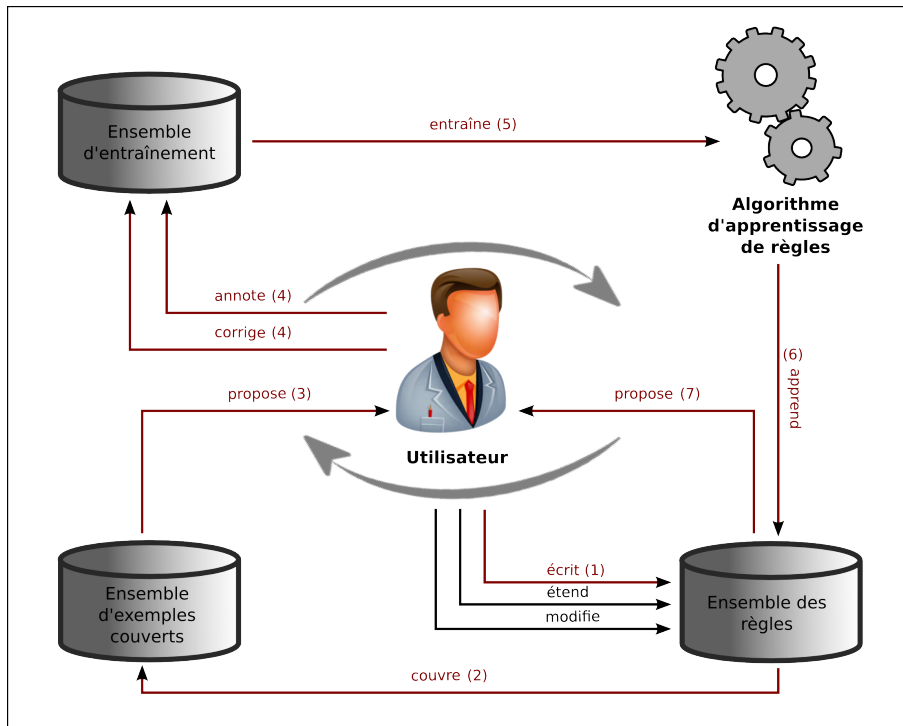 Ensemble
d'entraînement
entraîne (5)
Algorithme
d'apprentissage
de règles
annote (4)
corrige (4)
(6)
apprend
propose (3)
propose (7)
Utilisateur
écrit (1)
étend
modifie
Ensemble
d'exemples
couverts
Ensemble des
règles
couvre (2)